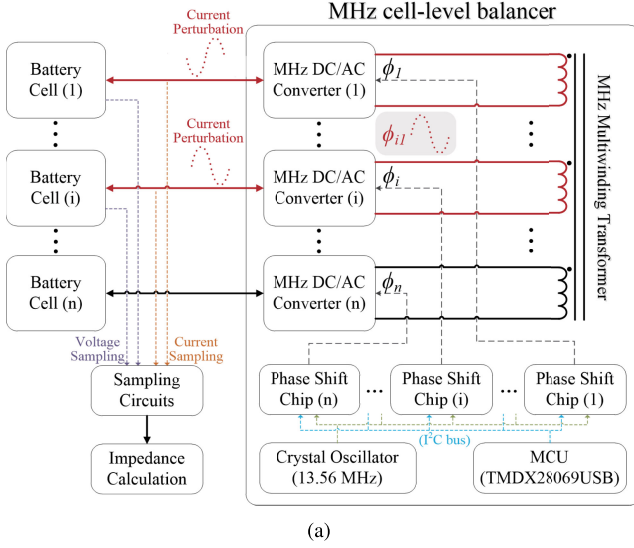 MHz cell-level balancer
Current
Perturbation
Battery
Cell (1)
MHz DC/AC
Converter (1)
ϕ1
Current
Perturbation
ϕi1
Battery
Cell (i)
MHz DC/AC
Converter (i)
ϕi
MHz Multiwinding Transformer
Battery
Cell (n)
MHz DC/AC
Converter (n)
ϕn
Voltage
Sampling
Current
Sampling
Sampling
Circuits
Phase Shift
Chip (n)
...
Phase Shift
Chip (i)
...
Phase Shift
Chip (1)
(I²C bus)
Impedance
Calculation
Crystal Oscillator
(13.56 MHz)
MCU
(TMDX28069USB)
(a)